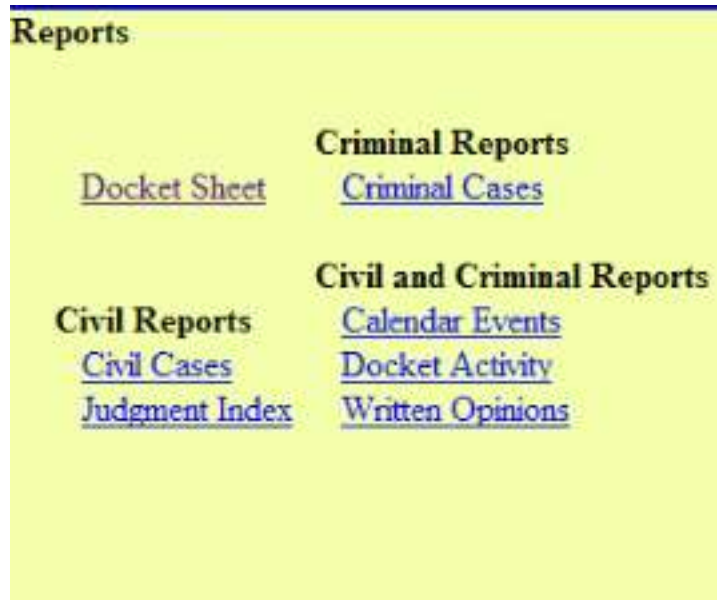 Reports
Criminal Reports
Docket Sheet
Criminal Cases
Civil and Criminal Reports
Civil Reports
Calendar Events
Civil Cases
Docket Activity
Judgment Index
Written Opinions